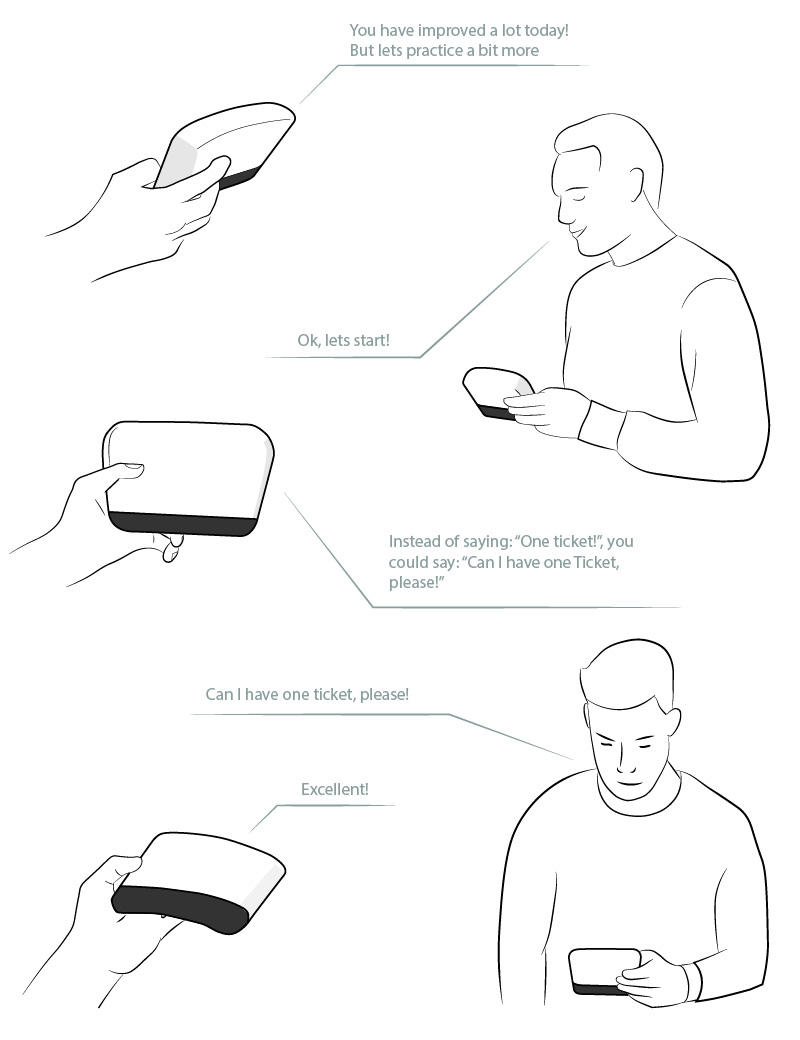 You have improved a lot today!
But lets practice a bit more
Ok, lets start!
Instead of saying: “One ticket!”, you
could say: “Can I have one Ticket,
please!”
Can I have one ticket, please!
Excellent!